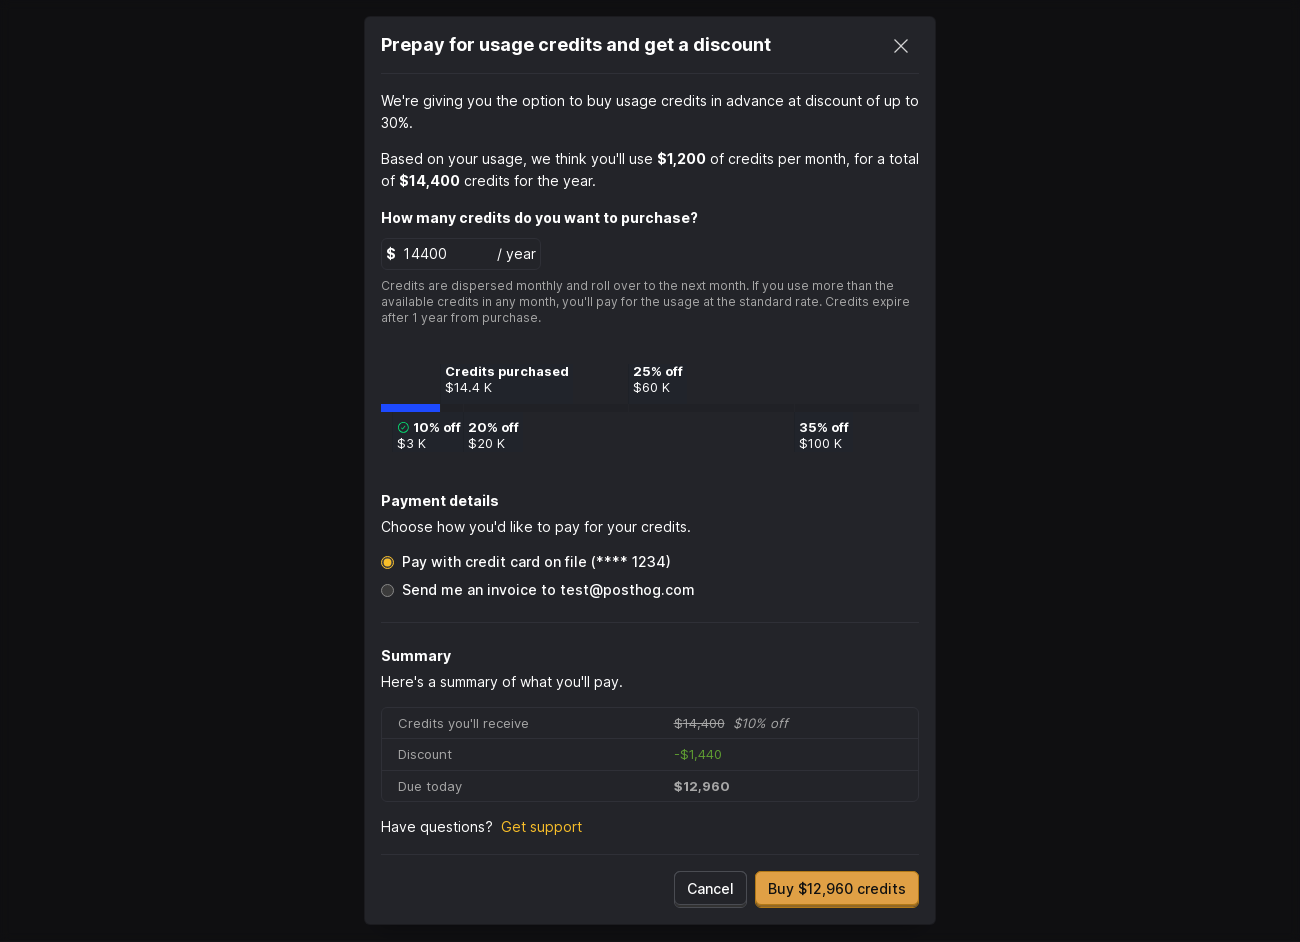 Prepay for usage credits and get a discount
We're giving you the option to buy usage credits in advance at discount of up to
30%.
Based on your usage, we think you'll use $1,200 of credits per month, for a total
of $14,400 credits for the year.
How many credits do you want to purchase?
$ 14400 / year
Credits are dispersed monthly and roll over to the next month. If you use more than the
available credits in any month, you'll pay for the usage at the standard rate. Credits expire
after 1 year from purchase.
Credits purchased 25% off
$14.4 K $60 K
10% off 20% off 35% off
$3 K $20 K $100 K
Payment details
Choose how you'd like to pay for your credits.
Pay with credit card on file (**** 1234)
Send me an invoice to test@posthog.com
Summary
Here's a summary of what you'll pay.
Credits you'll receive $14,400 $10% off
Discount -$1,440
Due today $12,960
Have questions? Get support
Cancel Buy $12,960 credits